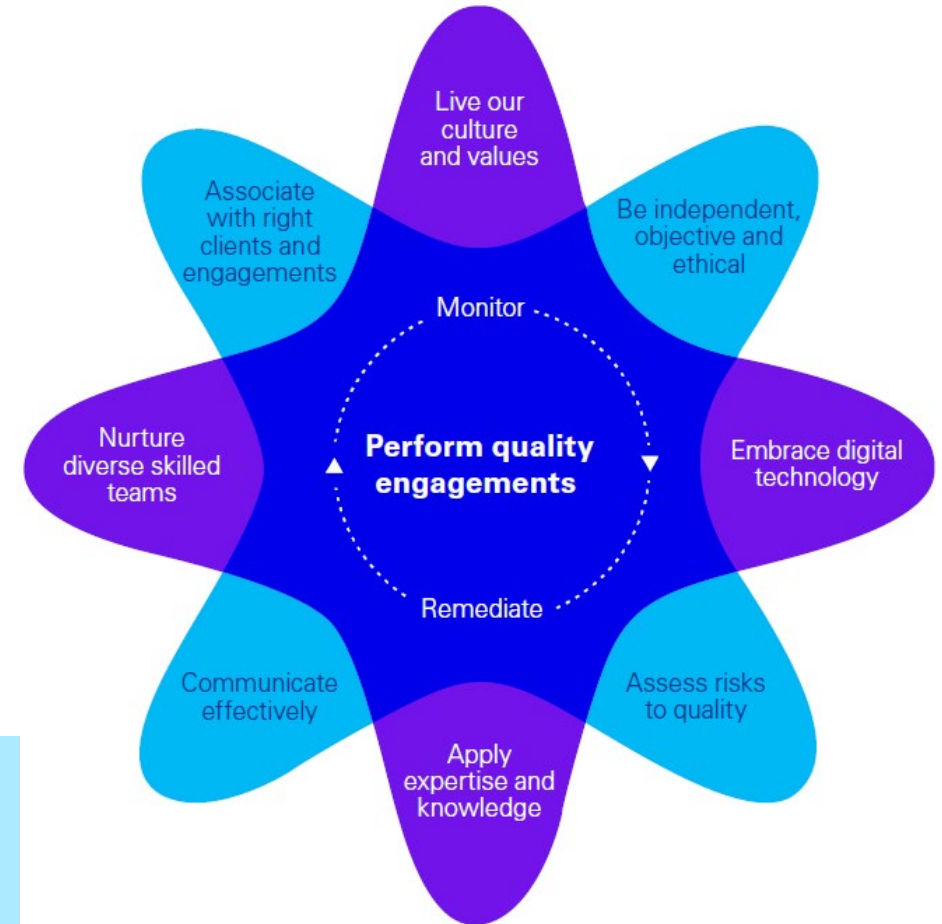 Live our
culture
and values
Be independent,
objective and
ethical
Embrace digital
technology
Assess risks
to quality
Apply
expertise and
knowledge
Communicate
effectively
Nurture
diverse skilled
teams
Associate
with right
clients and
engagements
Monitor
Perform quality
engagements
Remediate